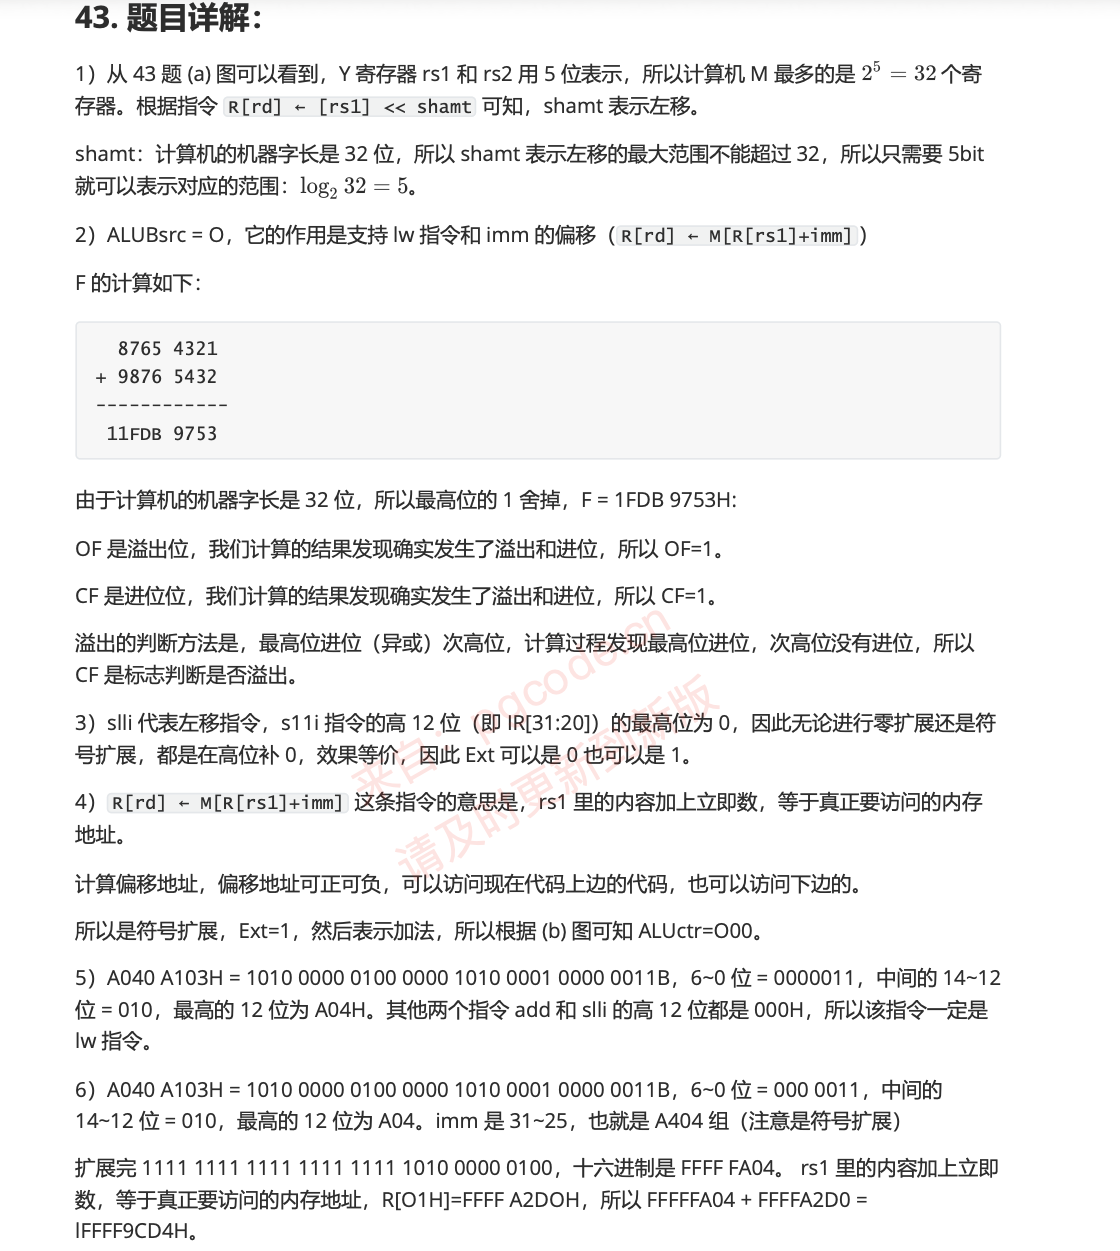 43. 题目详解：
1）从 43 题 (a) 图可以看到，Y 寄存器 rs1 和 rs2 用 5 位表示，所以计算机 M 最多的是 2^5 = 32 个寄
存器。根据指令 R[rd] ← [rs1] << shamt 可知，shamt 表示左移。
shamt：计算机的机器字长是 32 位，所以 shamt 表示左移的最大范围不能超过 32，所以只需要 5bit
就可以表示对应的范围：log₂ 32 = 5。
2）ALUBsrc = O，它的作用是支持 lw 指令和 imm 的偏移（R[rd] ← M[R[rs1]+imm]）
F 的计算如下：
8765 4321
+ 9876 5432
------------
11FDB 9753
由于计算机的机器字长是 32 位，所以最高位的 1 舍掉，F = 1FDB 9753H:
OF 是溢出位，我们计算的结果发现确实发生了溢出和进位，所以 OF=1。
CF 是进位位，我们计算的结果发现确实发生了溢出和进位，所以 CF=1。
溢出的判断方法是，最高位进位（异或）次高位，计算过程发现最高位进位，次高位没有进位，所以
CF 是标志判断是否溢出。
3）slli 代表左移指令，s11i 指令的高 12 位（即 IR[31:20]）的最高位为 0，因此无论进行零扩展还是符
号扩展，都是在高位补 0，效果等价，因此 Ext 可以是 0 也可以是 1。
4）R[rd] ← M[R[rs1]+imm] 这条指令的意思是，rs1 里的内容加上立即数，等于真正要访问的内存
地址。
计算偏移地址，偏移地址可正可负，可以访问现在代码上边的代码，也可以访问下边的。
所以是符号扩展，Ext=1，然后表示加法，所以根据 (b) 图可知 ALUctr=O00。
5）A040 A103H = 1010 0000 0100 0000 1010 0001 0000 0011B，6~0 位 = 0000011，中间的 14~12
位 = 010，最高的 12 位为 A04H。其他两个指令 add 和 slli 的高 12 位都是 000H，所以该指令一定是
lw 指令。
6）A040 A103H = 1010 0000 0100 0000 1010 0001 0000 0011B，6~0 位 = 000 0011，中间的
14~12 位 = 010，最高的 12 位为 A04。imm 是 31~25，也就是 A404 组（注意是符号扩展）
扩展完 1111 1111 1111 1111 1111 1010 0000 0100，十六进制是 FFFF FA04。 rs1 里的内容加上立即
数，等于真正要访问的内存地址，R[O1H]=FFFF A2DOH，所以 FFFFFA04 + FFFFA2D0 =
lFFFF9CD4H。
来自：pqcode.cn
请及时更新到新版